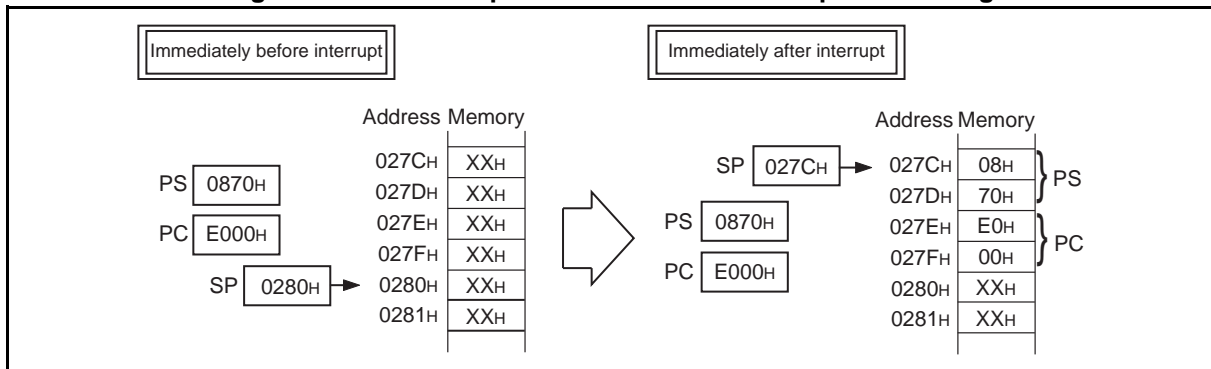 Immediately before interrupt
Address Memory
027CH XXH
027DH XXH
027EH XXH
027FH XXH
0280H XXH
0281H XXH
PS 0870H
PC E000H
SP 0280H
Immediately after interrupt
Address Memory
SP 027CH
027CH 08H
027DH 70H
PS
027EH E0H
027FH 00H
PC
0280H XXH
0281H XXH
PS 0870H
PC E000H